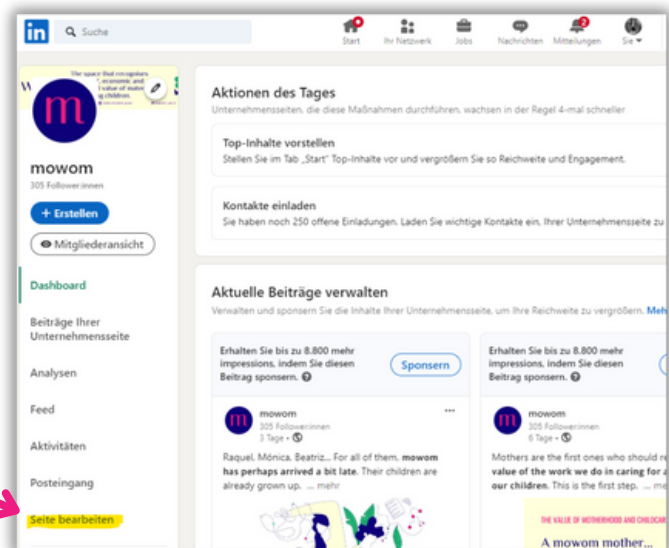 in
Suche
Start
Ihr Netzwerk
Jobs
Nachrichten
Mitteilungen
Sie
The space that recognises
economic and
value of
children.
m
mowom
305 Follower:innen
+ Erstellen
Mitgliederansicht
Dashboard
Beiträge Ihrer
Unternehmensseite
Analysen
Feed
Aktivitäten
Posteingang
Seite bearbeiten
Aktionen des Tages
Unternehmensseiten, die diese Maßnahmen durchführen, wachsen in der Regel 4-mal schneller
Top-Inhalte vorstellen
Stellen Sie im Tab „Start“ Top-Inhalte vor und vergrößern Sie so Reichweite und Engagement.
Kontakte einladen
Sie haben noch 250 offene Einladungen. Laden Sie wichtige Kontakte ein, Ihrer Unternehmensseite zu
Aktuelle Beiträge verwalten
Verwalten und sponsern Sie die Inhalte Ihrer Unternehmensseite, um Ihre Reichweite zu vergrößern. Meh
Erhalten Sie bis zu 8.800 mehr
impressions, indem Sie diesen
Beitrag sponsern.
Sponsern
m
mowom
305 Follower:innen
3 Tage •
Raquel, Mónica, Beatriz... For all of them, mowom
has perhaps arrived a bit late. Their children are
already grown up. ... mehr
Erhalten Sie bis zu 8.800 mehr
impressions, indem Sie diesen
Beitrag sponsern.
m
mowom
305 Follower:innen
6 Tage •
Mothers are the first ones who should re
value of the work we do in caring for a
our children. This is the first step. ... me
THE VALUE OF MOTHERHOOD AND CHILDCAR
A mowom mother...